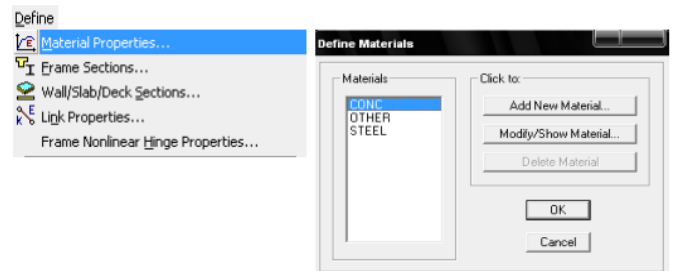 Define
Material Properties...
Frame Sections...
Wall/Slab/Deck Sections...
Link Properties...
Frame Nonlinear Hinge Properties...
Define Materials
Materials
CONC
OTHER
STEEL
Click to:
Add New Material...
Modify/Show Material...
Delete Material
OK
Cancel